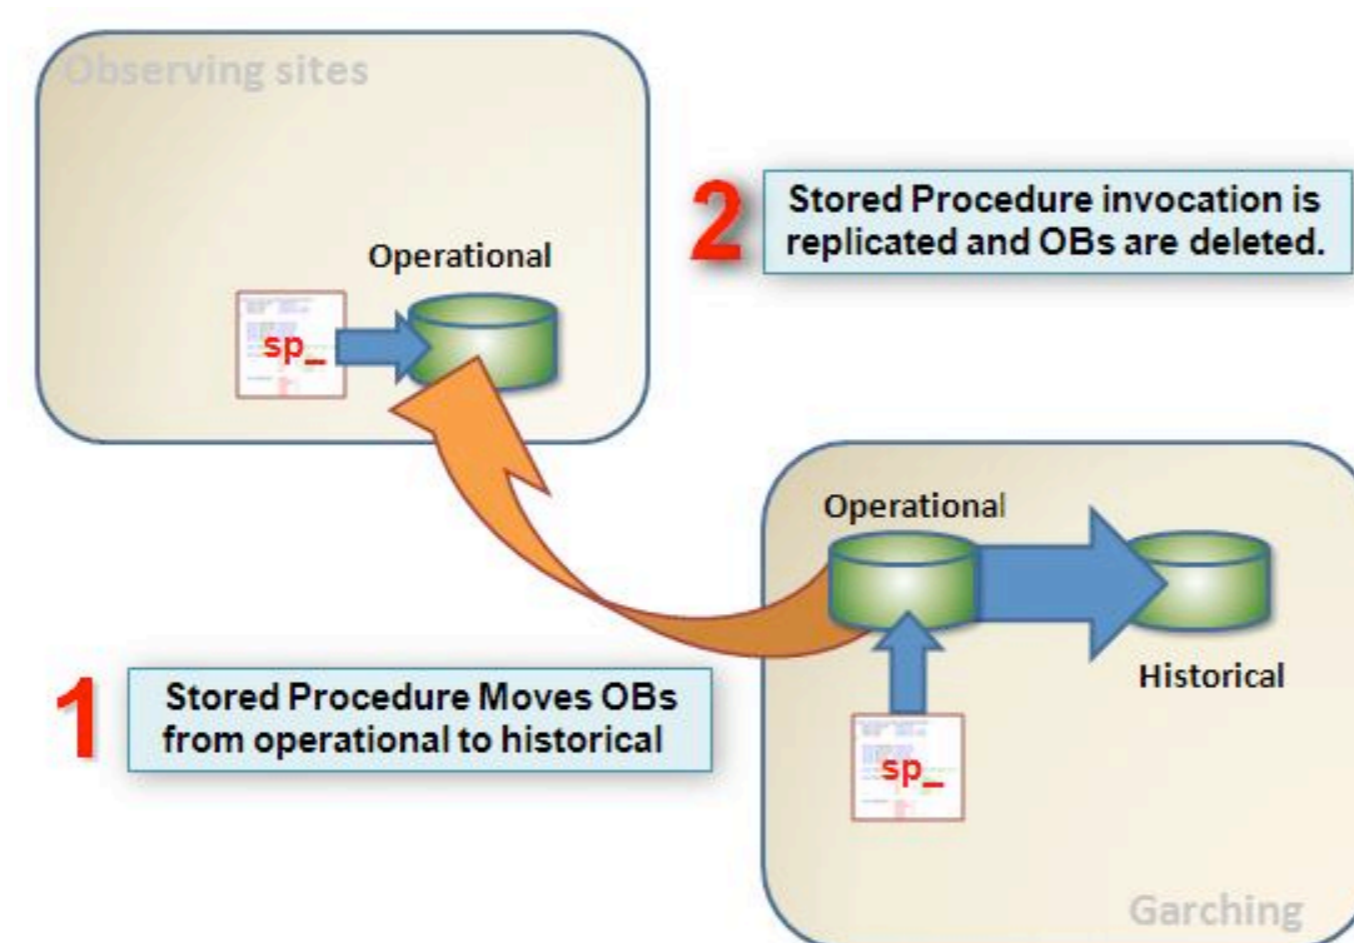 Observing sites
2
Stored Procedure invocation is
replicated and OBs are deleted.
Operational
sp_
Operational
1
Stored Procedure Moves OBs
from operational to historical
Historical
sp_
Garching